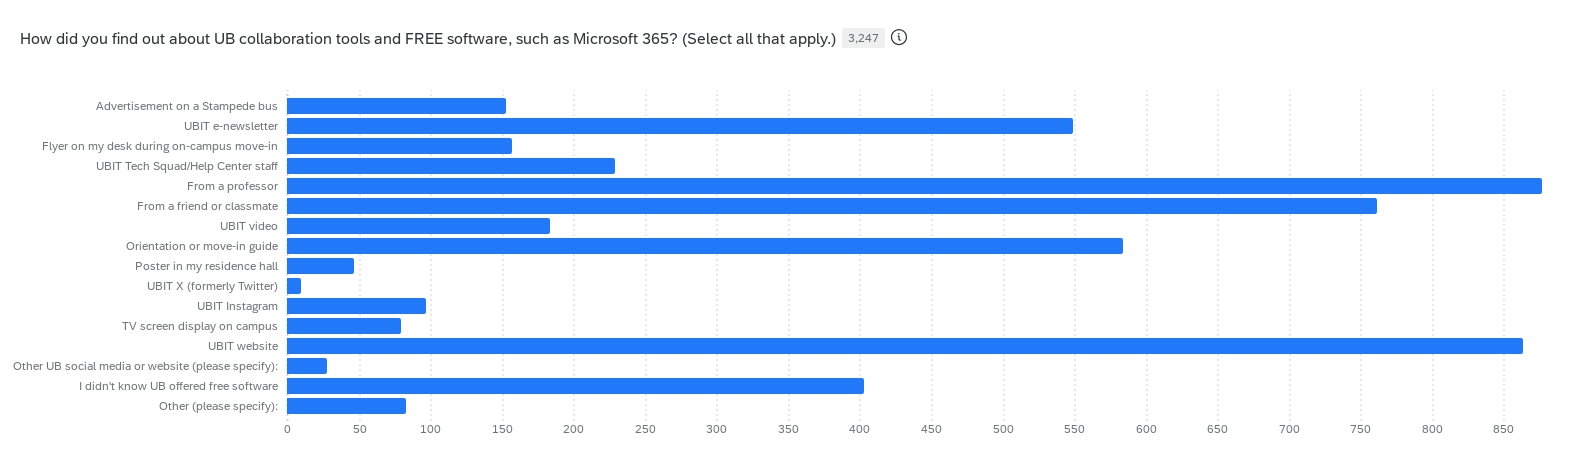 How did you find out about UB collaboration tools and FREE software, such as Microsoft 365? (Select all that apply.) 3,247
Advertisement on a Stampede bus
UBIT e-newsletter
Flyer on my desk during on-campus move-in
UBIT Tech Squad/Help Center staff
From a professor
From a friend or classmate
UBIT video
Orientation or move-in guide
Poster in my residence hall
UBIT X (formerly Twitter)
UBIT Instagram
TV screen display on campus
UBIT website
Other UB social media or website (please specify):
I didn't know UB offered free software
Other (please specify):
0 50 100 150 200 250 300 350 400 450 500 550 600 650 700 750 800 850